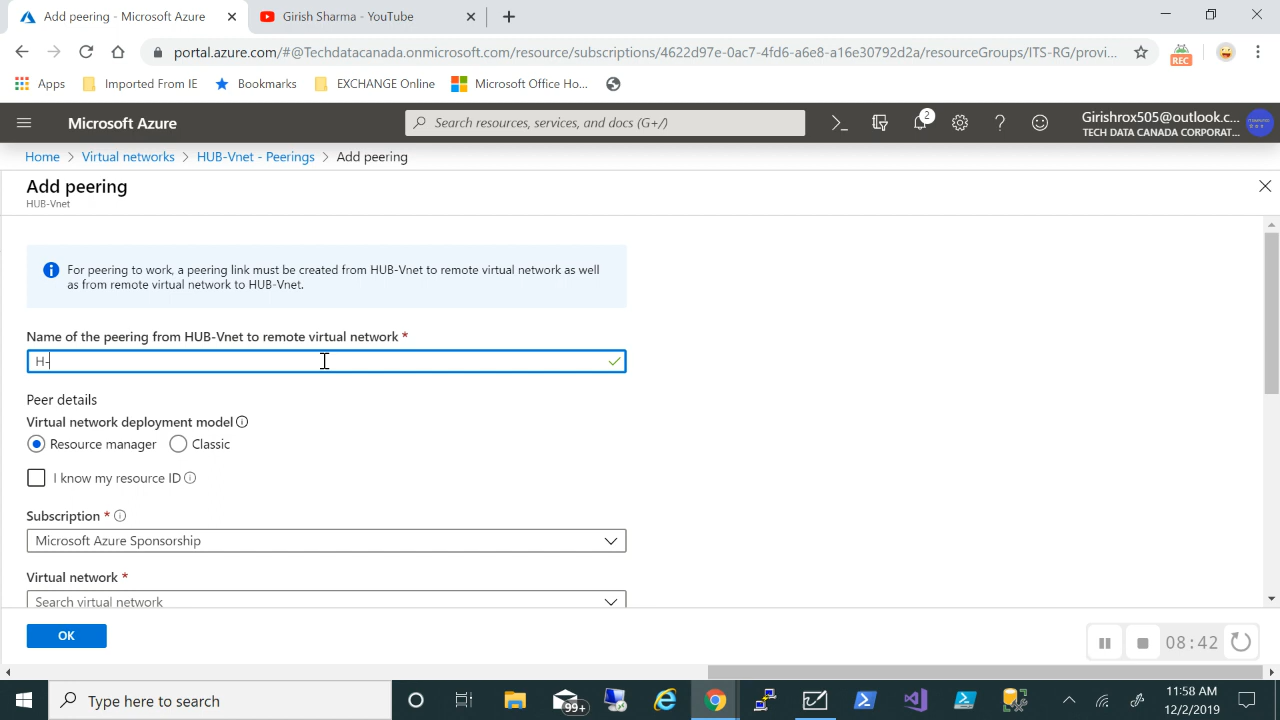 Add peering - Microsoft Azure
Girish Sharma - YouTube
portal.azure.com/#@Techdatacanada.onmicrosoft.com/resource/subscriptions/4622d97e-0ac7-4fd6-a6e8-a16e30792d2a/resourceGroups/ITS-RG/provi...
REC
Apps
Imported From IE
Bookmarks
EXCHANGE Online
Microsoft Office Ho...
Microsoft Azure
Search resources, services, and docs (G+/)
2
Girishrox505@outlook.c...
TECH DATA CANADA CORPORAT...
Home > Virtual networks > HUB-Vnet - Peerings > Add peering
Add peering
HUB-Vnet
For peering to work, a peering link must be created from HUB-Vnet to remote virtual network as well
as from remote virtual network to HUB-Vnet.
Name of the peering from HUB-Vnet to remote virtual network *
H-
Peer details
Virtual network deployment model
Resource manager
Classic
I know my resource ID
Subscription *
Microsoft Azure Sponsorship
Virtual network *
Search virtual network
OK
08:42
Type here to search
99+
11:58 AM
12/2/2019